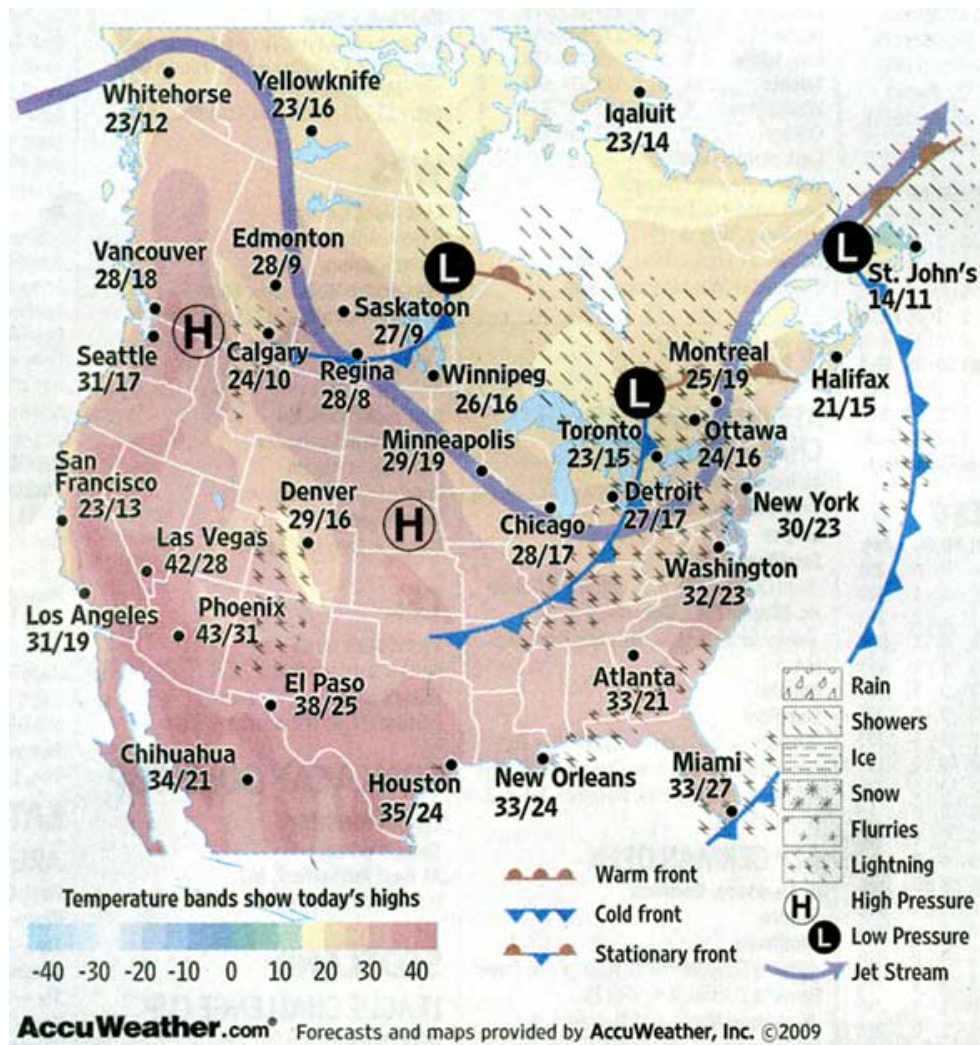 Whitehorse
23/12
Yellowknife
23/16
Iqaluit
23/14
Vancouver
28/18
Edmonton
28/9
L
L
St. John's
14/11
H
Saskatoon
27/9
Seattle
31/17
Calgary
24/10
Regina
28/8
Winnipeg
26/16
L
Montreal
25/19
Halifax
21/15
Minneapolis
29/19
Toronto
23/15
Ottawa
24/16
San
Francisco
23/13
Denver
29/16
H
Chicago
28/17
Detroit
27/17
New York
30/23
Las Vegas
42/28
Washington
32/23
Los Angeles
31/19
Phoenix
43/31
El Paso
38/25
Atlanta
33/21
Chihuahua
34/21
Houston
35/24
New Orleans
33/24
Miami
33/27
Rain
Showers
Ice
Snow
Flurries
Lightning
H High Pressure
L Low Pressure
Jet Stream
Warm front
Cold front
Stationary front
Temperature bands show today's highs
-40 -30 -20 -10 0 10 20 30 40
AccuWeather.com® Forecasts and maps provided by AccuWeather, Inc. ©2009